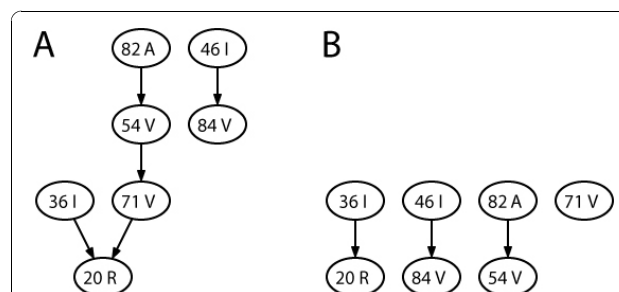 A
82 A 46 I
54 V 84 V
36 I 71 V
20 R
B
36 I 46 I 82 A 71 V
20 R 84 V 54 V